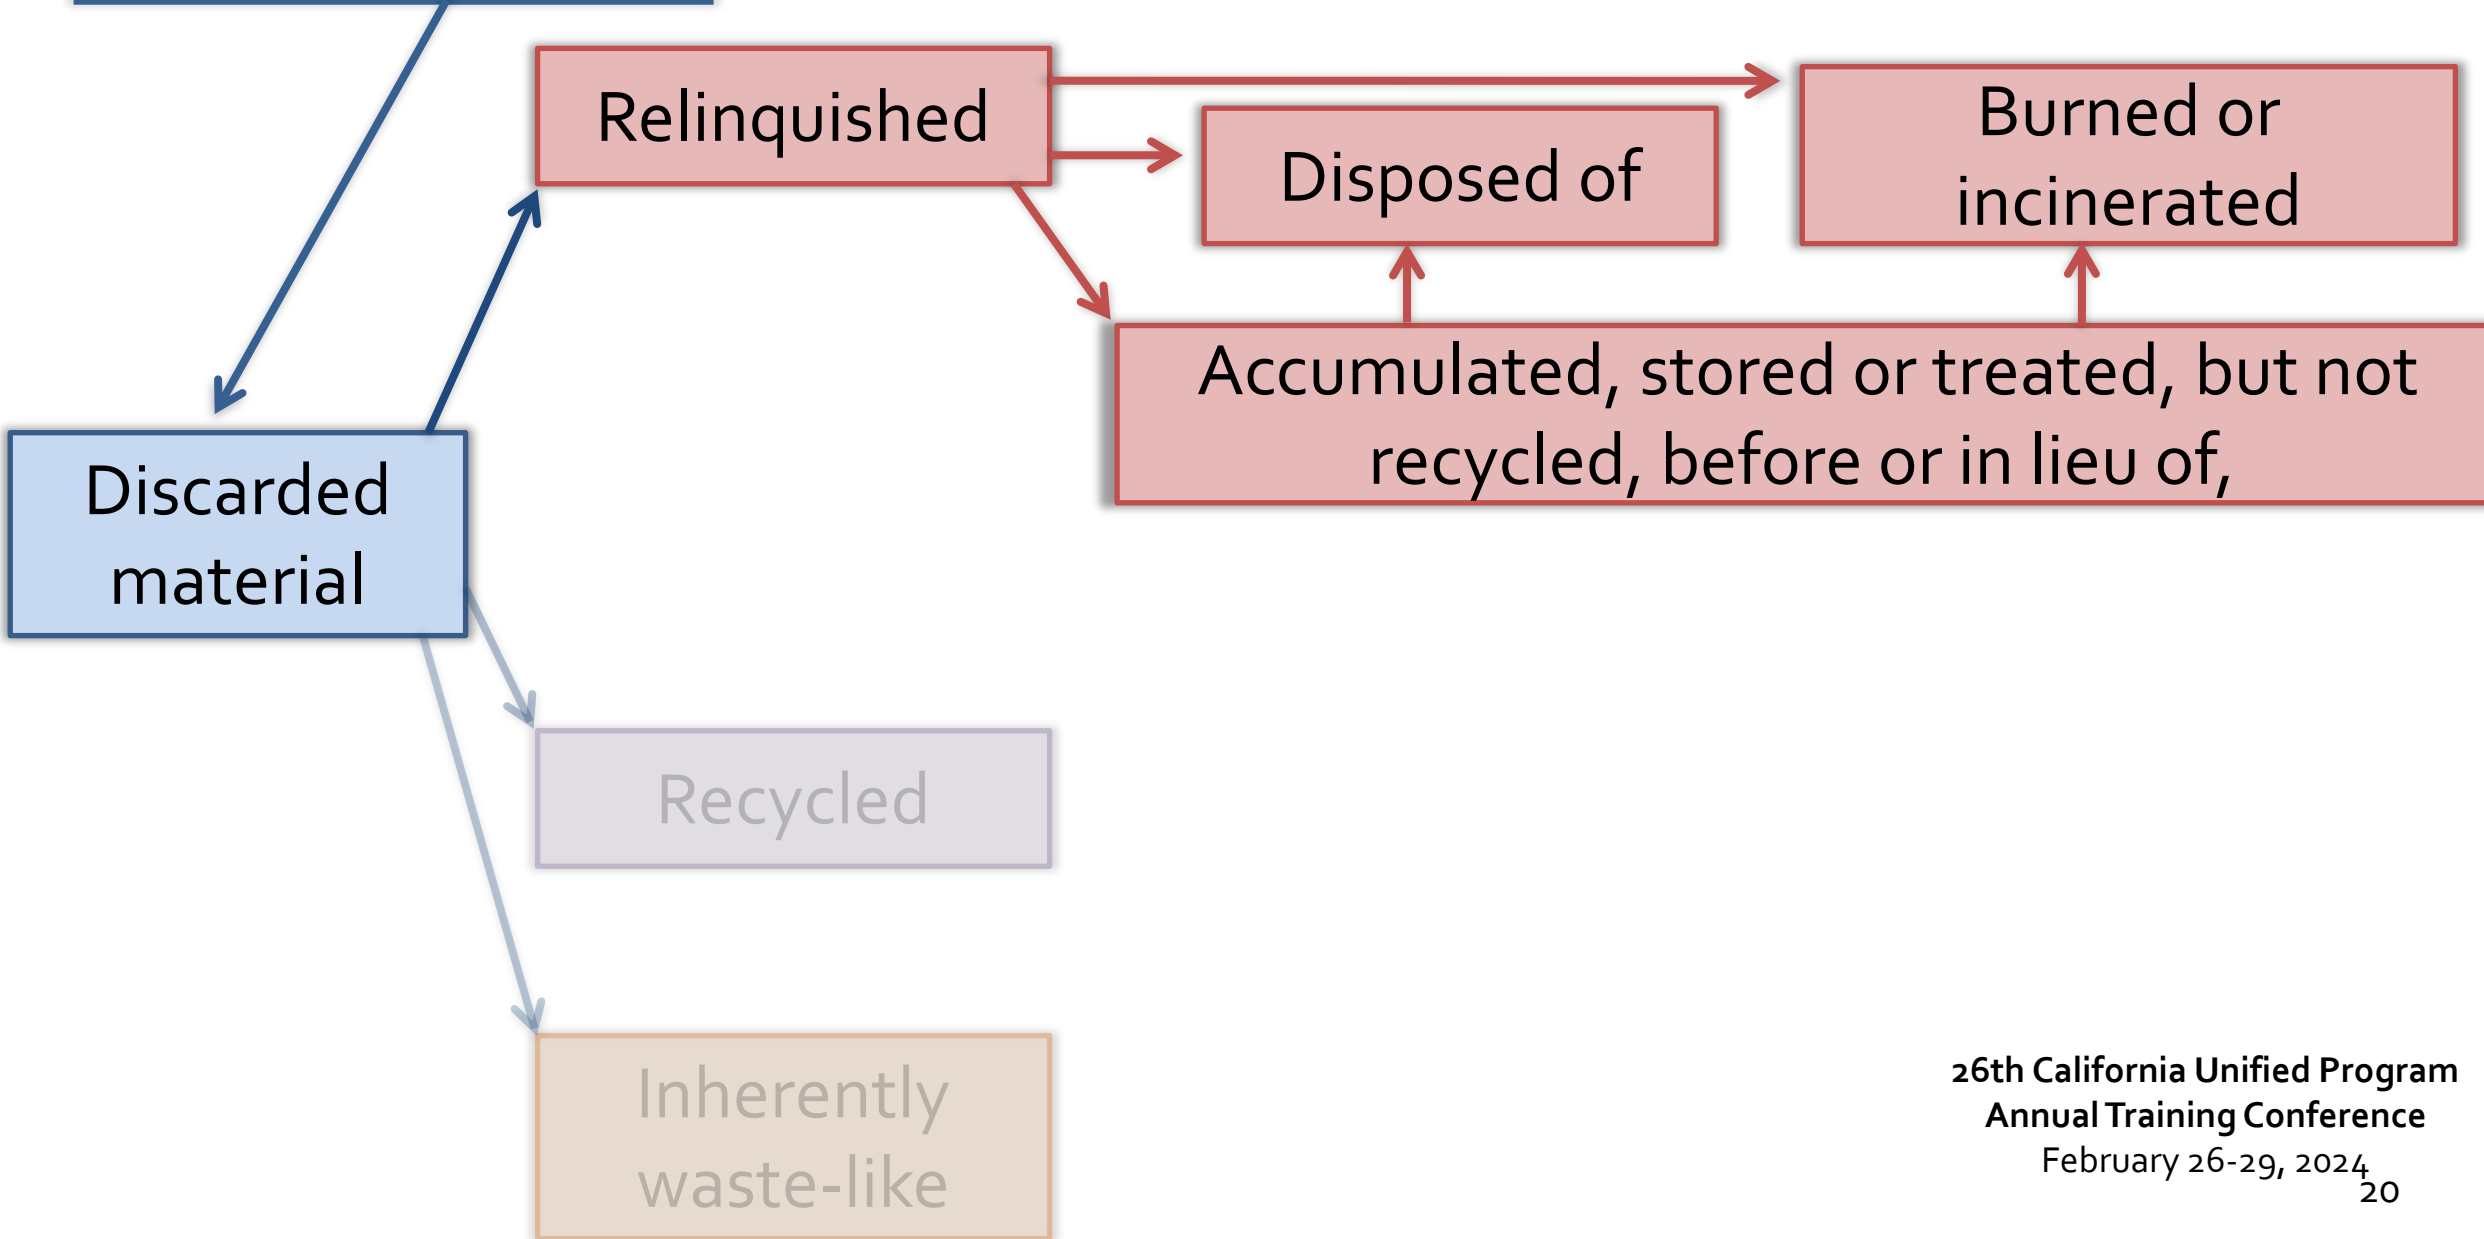 Relinquished
Disposed of
Burned or
incinerated
Accumulated, stored or treated, but not
recycled, before or in lieu of,
Discarded
material
Recycled
Inherently
waste-like
26th California Unified Program
Annual Training Conference
February 26-29, 2024
20